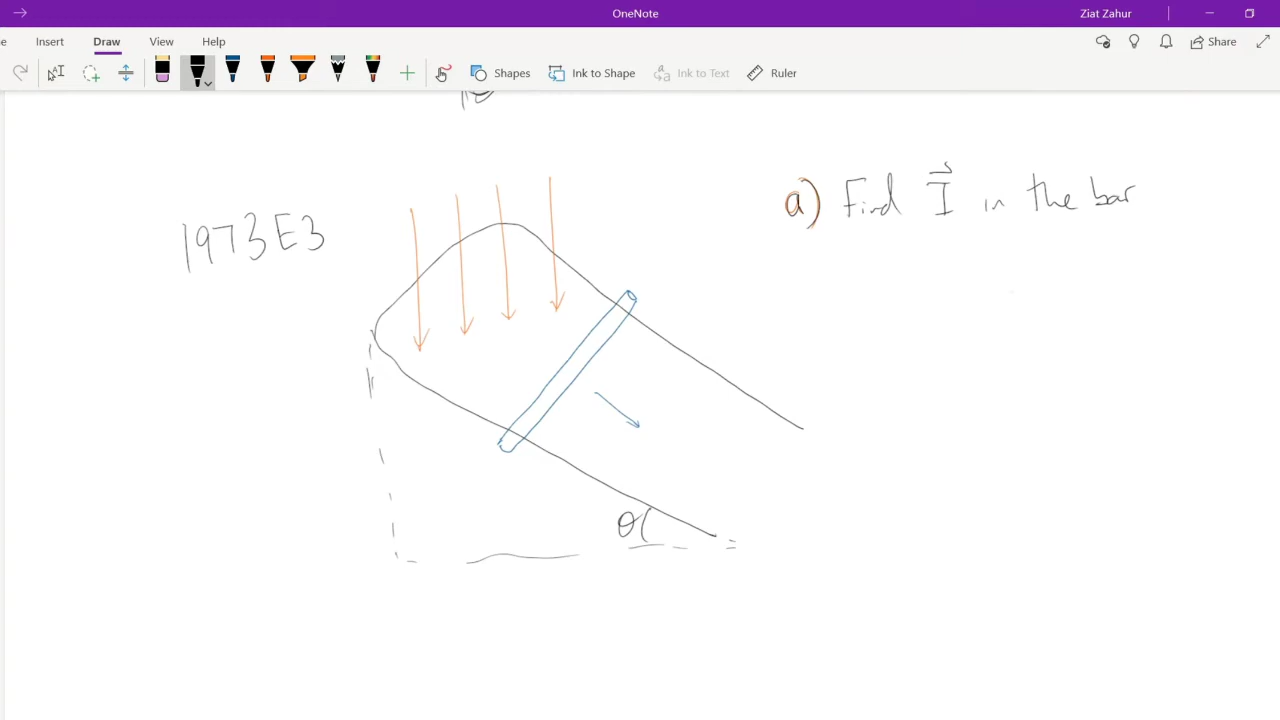 OneNote
Ziat Zahur
Insert Draw View Help
Share
Shapes Ink to Shape Ink to Text Ruler
1973E3
a) Find I in the bar
θ